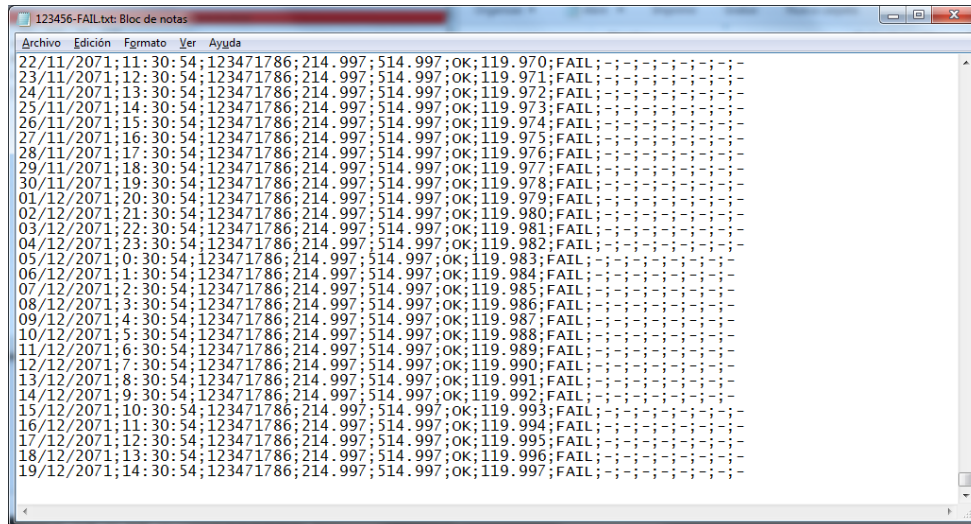 123456-FAIL.txt: Bloc de notas
Archivo Edición Formato Ver Ayuda
22/11/2071;11:30:54;123471786;214.997;514.997;OK;119.970;FAIL;-;-;-;-;-;-;-
23/11/2071;12:30:54;123471786;214.997;514.997;OK;119.971;FAIL;-;-;-;-;-;-;-
24/11/2071;13:30:54;123471786;214.997;514.997;OK;119.972;FAIL;-;-;-;-;-;-;-
25/11/2071;14:30:54;123471786;214.997;514.997;OK;119.973;FAIL;-;-;-;-;-;-;-
26/11/2071;15:30:54;123471786;214.997;514.997;OK;119.974;FAIL;-;-;-;-;-;-;-
27/11/2071;16:30:54;123471786;214.997;514.997;OK;119.975;FAIL;-;-;-;-;-;-;-
28/11/2071;17:30:54;123471786;214.997;514.997;OK;119.976;FAIL;-;-;-;-;-;-;-
29/11/2071;18:30:54;123471786;214.997;514.997;OK;119.977;FAIL;-;-;-;-;-;-;-
30/11/2071;19:30:54;123471786;214.997;514.997;OK;119.978;FAIL;-;-;-;-;-;-;-
01/12/2071;20:30:54;123471786;214.997;514.997;OK;119.979;FAIL;-;-;-;-;-;-;-
02/12/2071;21:30:54;123471786;214.997;514.997;OK;119.980;FAIL;-;-;-;-;-;-;-
03/12/2071;22:30:54;123471786;214.997;514.997;OK;119.981;FAIL;-;-;-;-;-;-;-
04/12/2071;23:30:54;123471786;214.997;514.997;OK;119.982;FAIL;-;-;-;-;-;-;-
05/12/2071;0:30:54;123471786;214.997;514.997;OK;119.983;FAIL;-;-;-;-;-;-;-
06/12/2071;1:30:54;123471786;214.997;514.997;OK;119.984;FAIL;-;-;-;-;-;-;-
07/12/2071;2:30:54;123471786;214.997;514.997;OK;119.985;FAIL;-;-;-;-;-;-;-
08/12/2071;3:30:54;123471786;214.997;514.997;OK;119.986;FAIL;-;-;-;-;-;-;-
09/12/2071;4:30:54;123471786;214.997;514.997;OK;119.987;FAIL;-;-;-;-;-;-;-
10/12/2071;5:30:54;123471786;214.997;514.997;OK;119.988;FAIL;-;-;-;-;-;-;-
11/12/2071;6:30:54;123471786;214.997;514.997;OK;119.989;FAIL;-;-;-;-;-;-;-
12/12/2071;7:30:54;123471786;214.997;514.997;OK;119.990;FAIL;-;-;-;-;-;-;-
13/12/2071;8:30:54;123471786;214.997;514.997;OK;119.991;FAIL;-;-;-;-;-;-;-
14/12/2071;9:30:54;123471786;214.997;514.997;OK;119.992;FAIL;-;-;-;-;-;-;-
15/12/2071;10:30:54;123471786;214.997;514.997;OK;119.993;FAIL;-;-;-;-;-;-;-
16/12/2071;11:30:54;123471786;214.997;514.997;OK;119.994;FAIL;-;-;-;-;-;-;-
17/12/2071;12:30:54;123471786;214.997;514.997;OK;119.995;FAIL;-;-;-;-;-;-;-
18/12/2071;13:30:54;123471786;214.997;514.997;OK;119.996;FAIL;-;-;-;-;-;-;-
19/12/2071;14:30:54;123471786;214.997;514.997;OK;119.997;FAIL;-;-;-;-;-;-;-